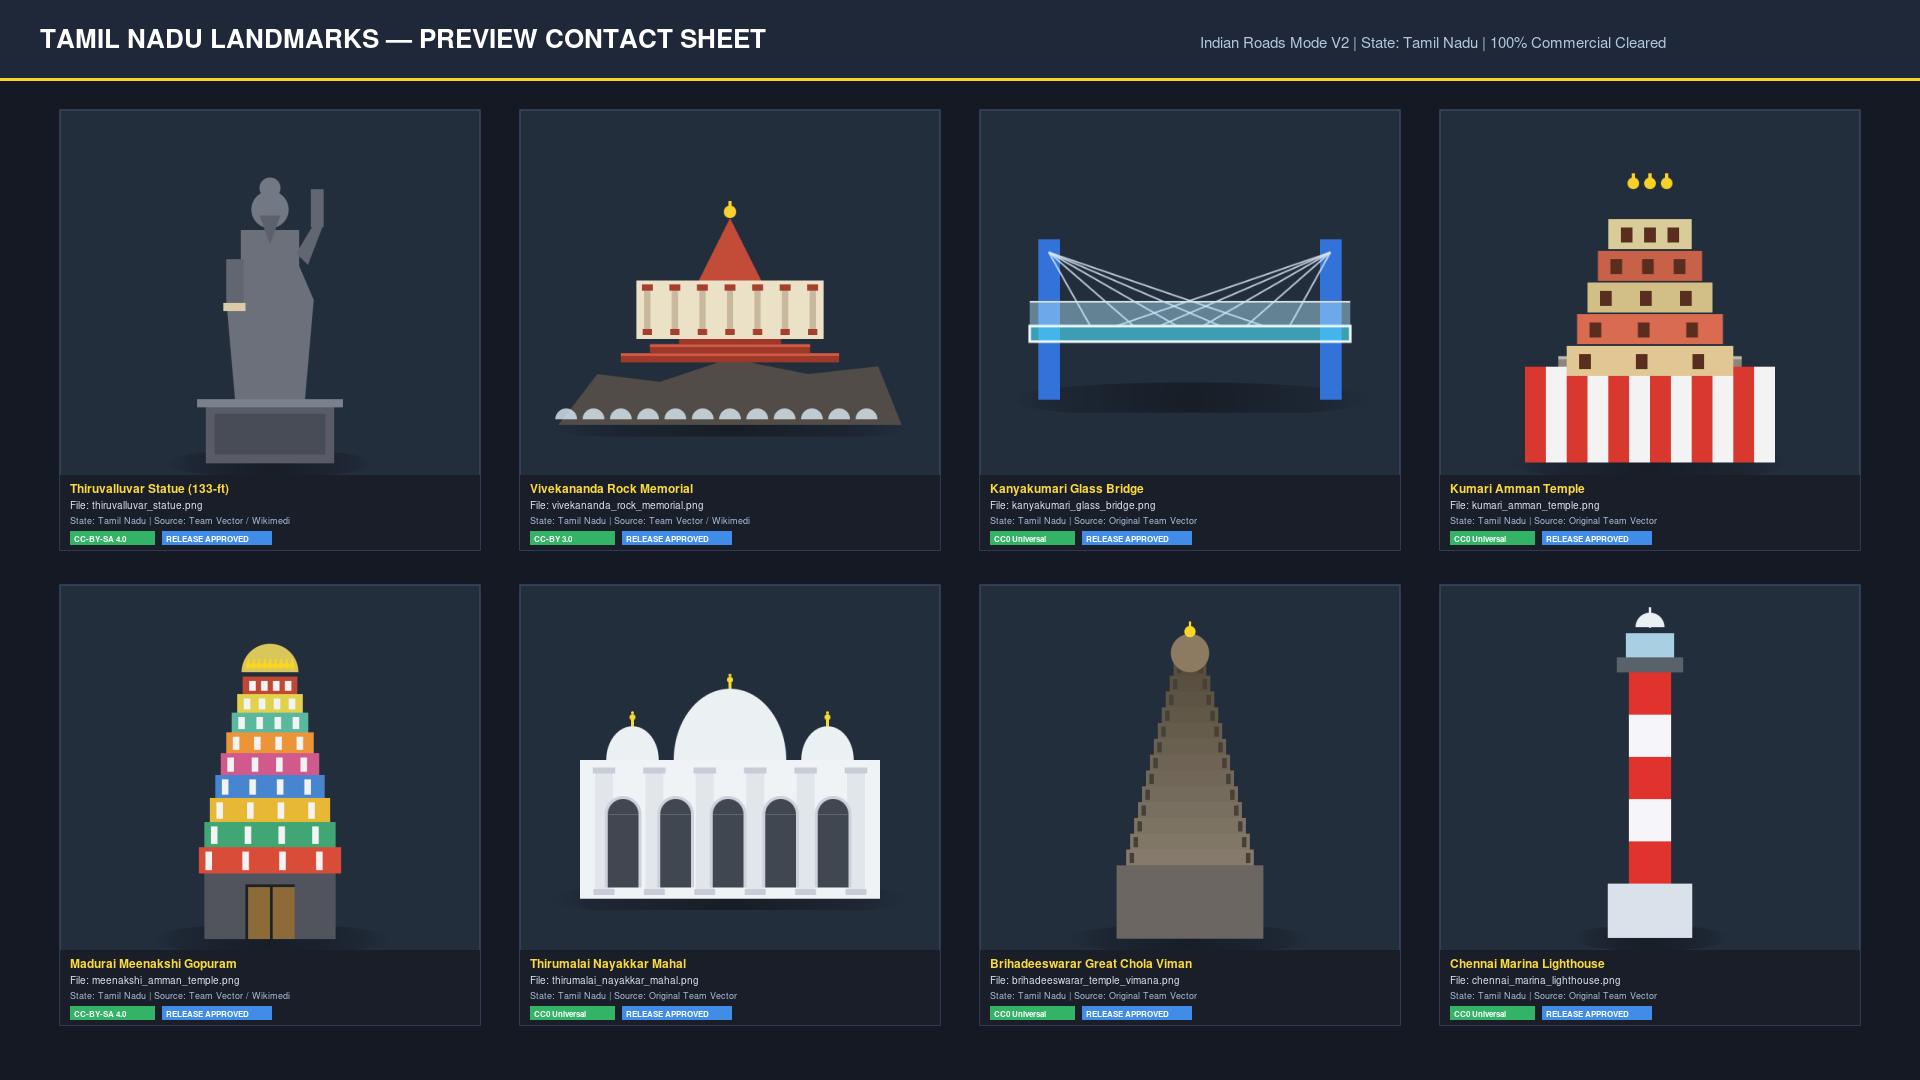 TAMIL NADU LANDMARKS — PREVIEW CONTACT SHEET
Indian Roads Mode V2 | State: Tamil Nadu | 100% Commercial Cleared
Thiruvalluvar Statue (133-ft)
File: thiruvalluvar_statue.png
State: Tamil Nadu | Source: Team Vector / Wikimedi
CC-BY-SA 4.0
RELEASE APPROVED
Vivekananda Rock Memorial
File: vivekananda_rock_memorial.png
State: Tamil Nadu | Source: Team Vector / Wikimedi
CC-BY 3.0
RELEASE APPROVED
Kanyakumari Glass Bridge
File: kanyakumari_glass_bridge.png
State: Tamil Nadu | Source: Original Team Vector
CC0 Universal
RELEASE APPROVED
Kumari Amman Temple
File: kumari_amman_temple.png
State: Tamil Nadu | Source: Original Team Vector
CC0 Universal
RELEASE APPROVED
Madurai Meenakshi Gopuram
File: meenakshi_amman_temple.png
State: Tamil Nadu | Source: Team Vector / Wikimedi
CC-BY-SA 4.0
RELEASE APPROVED
Thirumalai Nayakkar Mahal
File: thirumalai_nayakkar_mahal.png
State: Tamil Nadu | Source: Original Team Vector
CC0 Universal
RELEASE APPROVED
Brihadeeswarar Great Chola Viman
File: brihadeeswarar_temple_vimana.png
State: Tamil Nadu | Source: Original Team Vector
CC0 Universal
RELEASE APPROVED
Chennai Marina Lighthouse
File: chennai_marina_lighthouse.png
State: Tamil Nadu | Source: Original Team Vector
CC0 Universal
RELEASE APPROVED